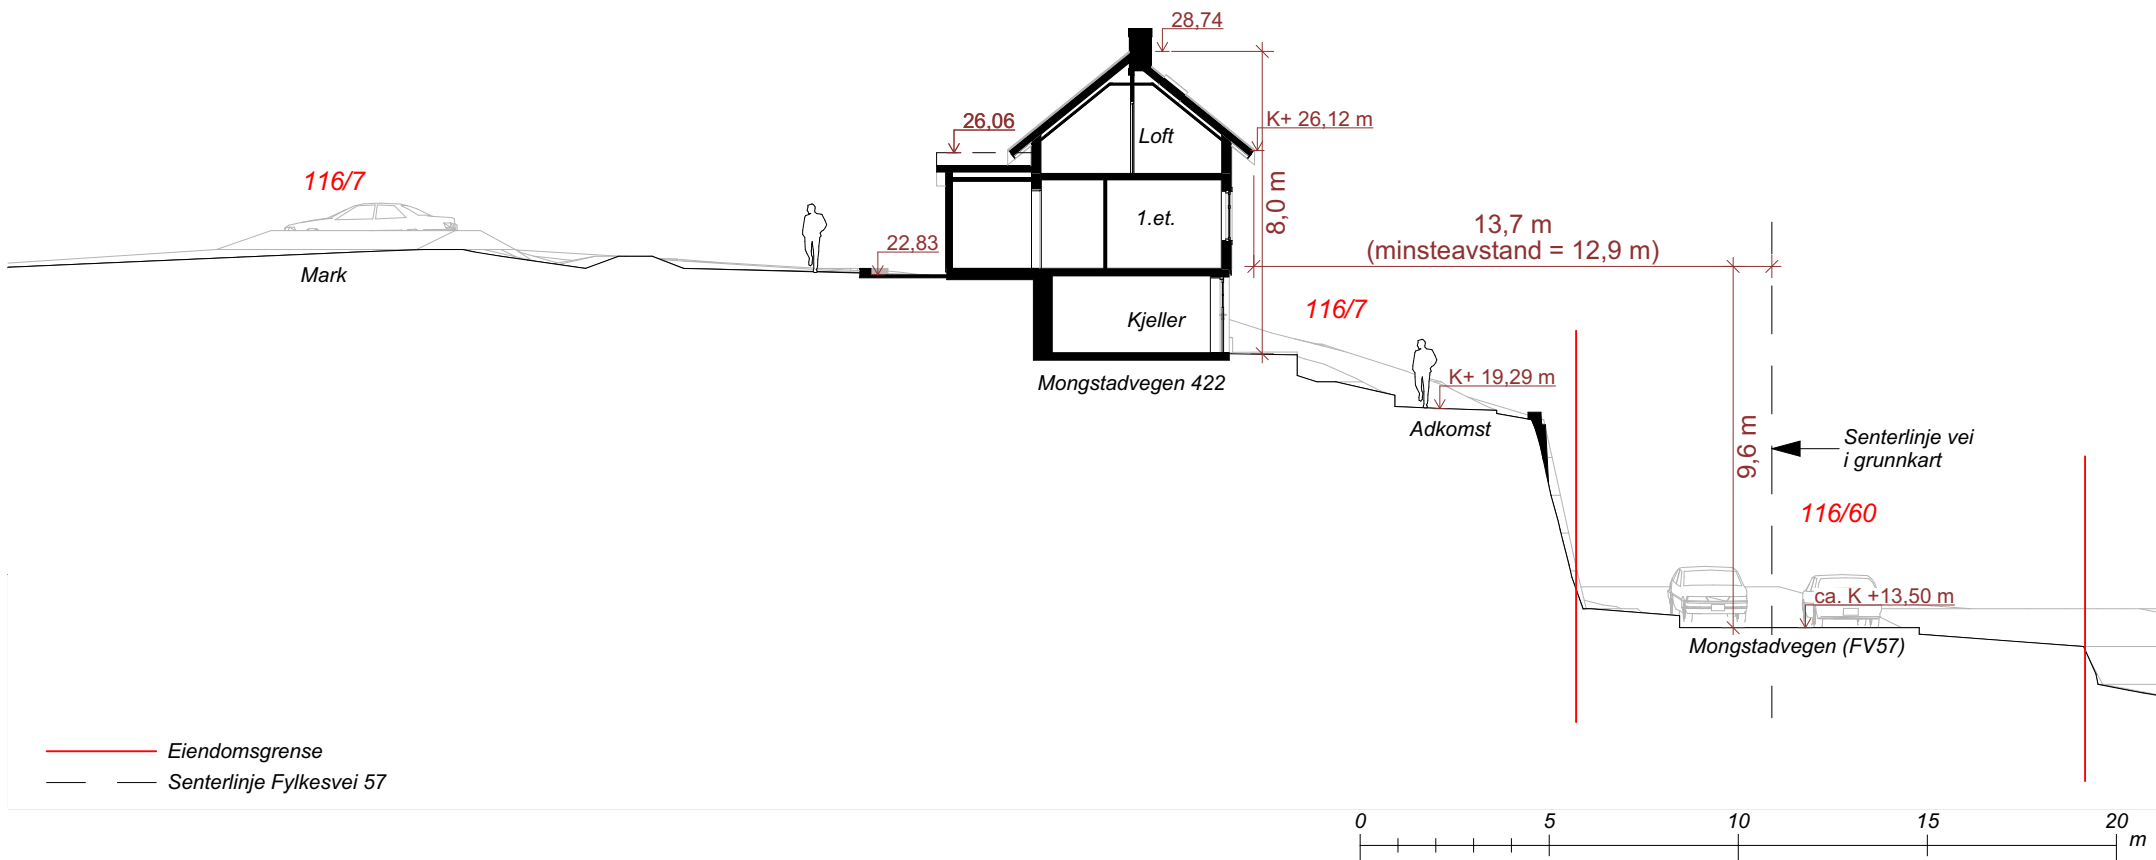 28,74
26,06
K+ 26,12 m
Loft
116/7
8,0 m
1.et.
13,7 m
(minsteavstand = 12,9 m)
22,83
Mark
116/7
Kjeller
Mongstadvegen 422
K+ 19,29 m
Adkomst
9,6 m
Senterlinje vei
i grunnkart
116/60
ca. K +13,50 m
Mongstadvegen (FV57)
Eiendomsgrense
Senterlinje Fylkesvei 57
0 5 10 15 20
m